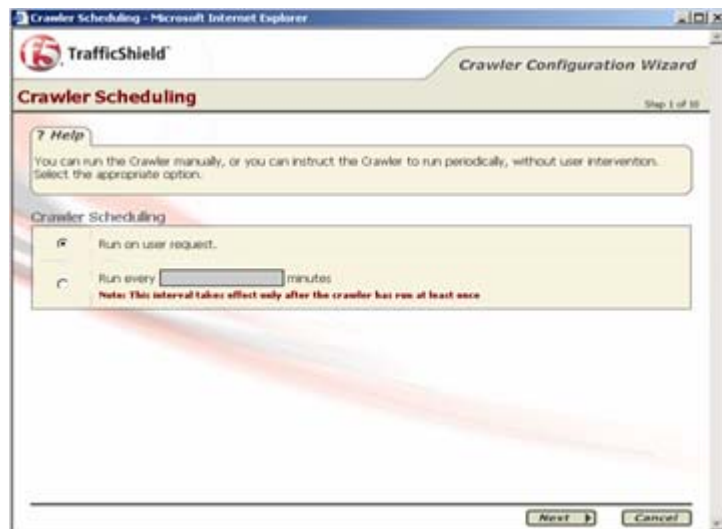 Crawler Scheduling - Microsoft Internet Explorer
f5 TrafficShield
Crawler Configuration Wizard
Crawler Scheduling
Step 1 of 10
? Help
You can run the Crawler manually, or you can instruct the Crawler to run periodically, without user intervention.
Select the appropriate option.
Crawler Scheduling
Run on user request.
Run every minutes
Note: This interval takes effect only after the crawler has run at least once
Next
Cancel